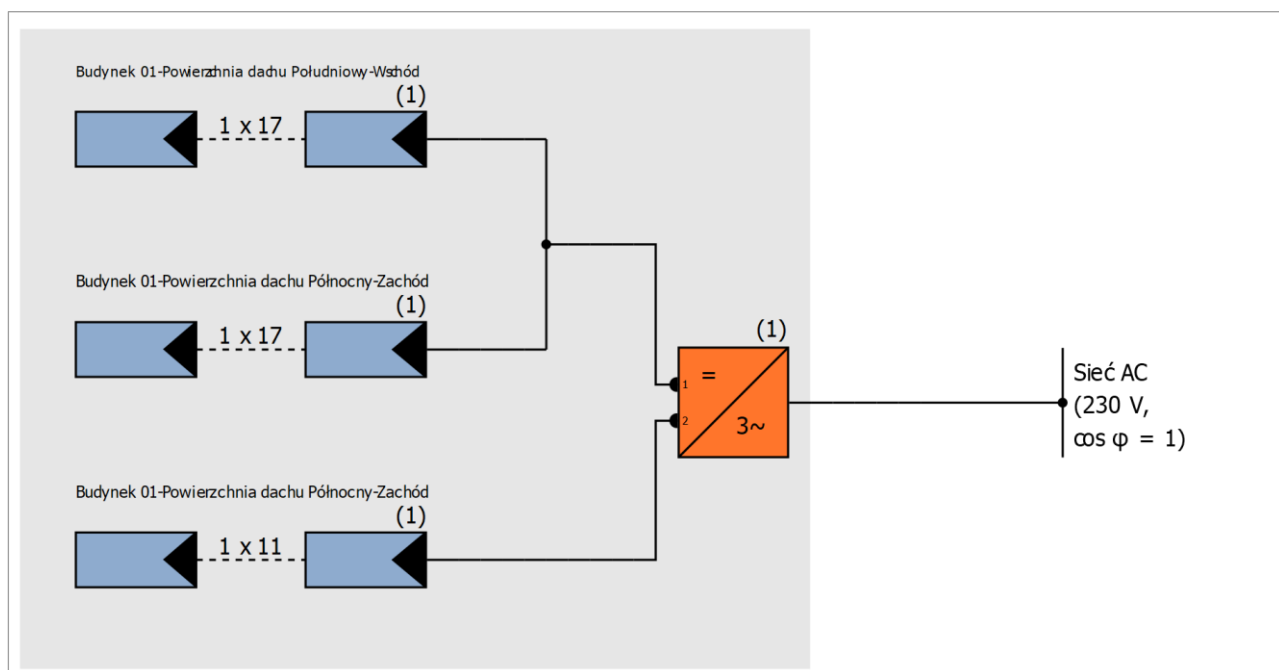 Budynek 01-Powierzchnia dachu Południowy-Wschód
(1)
1 x 17
Budynek 01-Powierzchnia dachu Północny-Zachód
(1)
1 x 17
(1)
=
1
2
3~
Sieć AC
(230 V,
cos φ = 1)
Budynek 01-Powierzchnia dachu Północny-Zachód
(1)
1 x 11